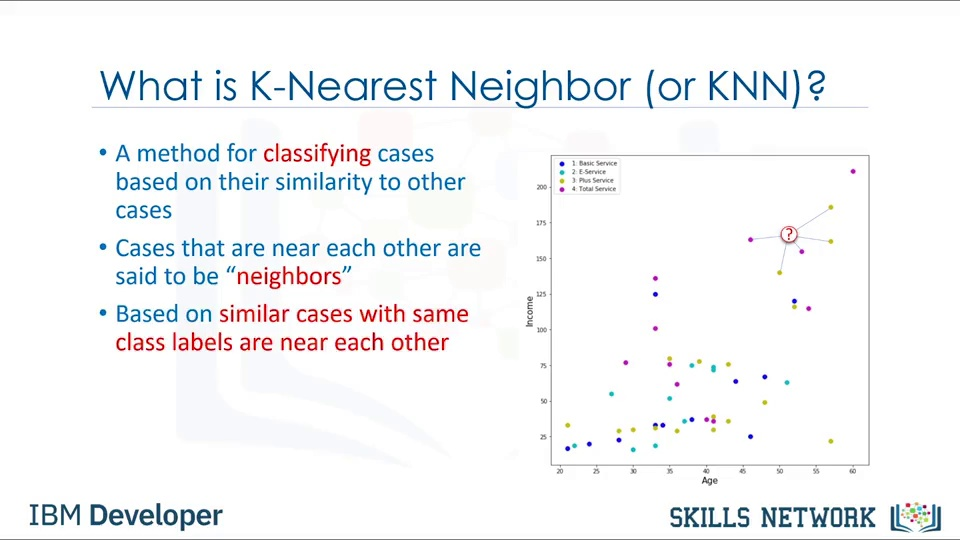 What is K-Nearest Neighbor (or KNN)?
• A method for classifying cases
based on their similarity to other
cases
• Cases that are near each other are
said to be “neighbors”
• Based on similar cases with same
class labels are near each other
1: Basic Service
2: E-Service
3: Plus Service
4: Total Service
200
175
150
125
100
75
50
25
Income
?
20 25 30 35 40 45 50 55 60
Age
IBM Developer
SKILLS NETWORK